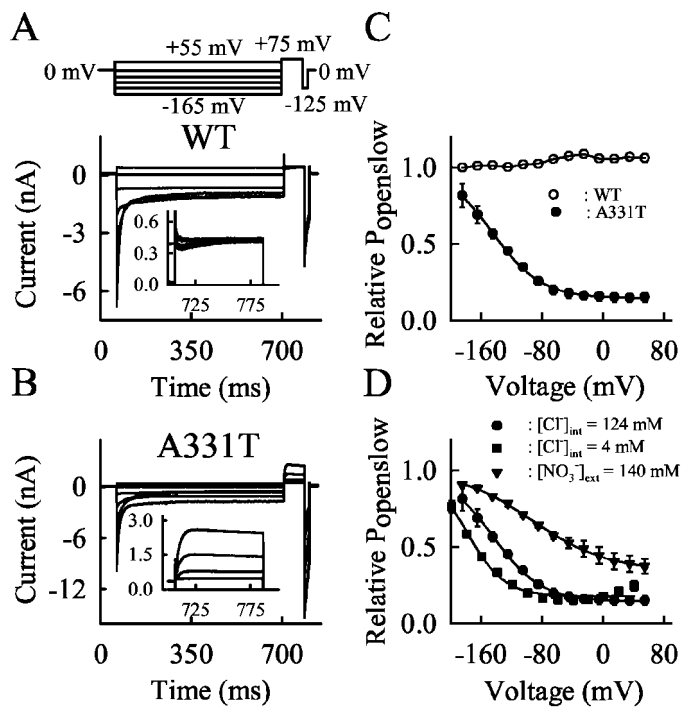 A
+55 mV
+75 mV
0 mV
0 mV
-165 mV
-125 mV
WT
Current (nA)
0
-3
-6
0.6
0.3
0.0
725
775
0
350
700
Time (ms)
B
A331T
Current (nA)
0
-4
-8
-12
3.0
1.5
0.0
725
775
0
350
700
Time (ms)
C
Relative Popenslow
1.0
0.5
0.0
: WT
: A331T
-160
-80
0
80
Voltage (mV)
D
: [Cl-]int = 124 mM
: [Cl-]int = 4 mM
: [NO3-]ext = 140 mM
Relative Popenslow
1.0
0.5
0.0
-160
-80
0
80
Voltage (mV)